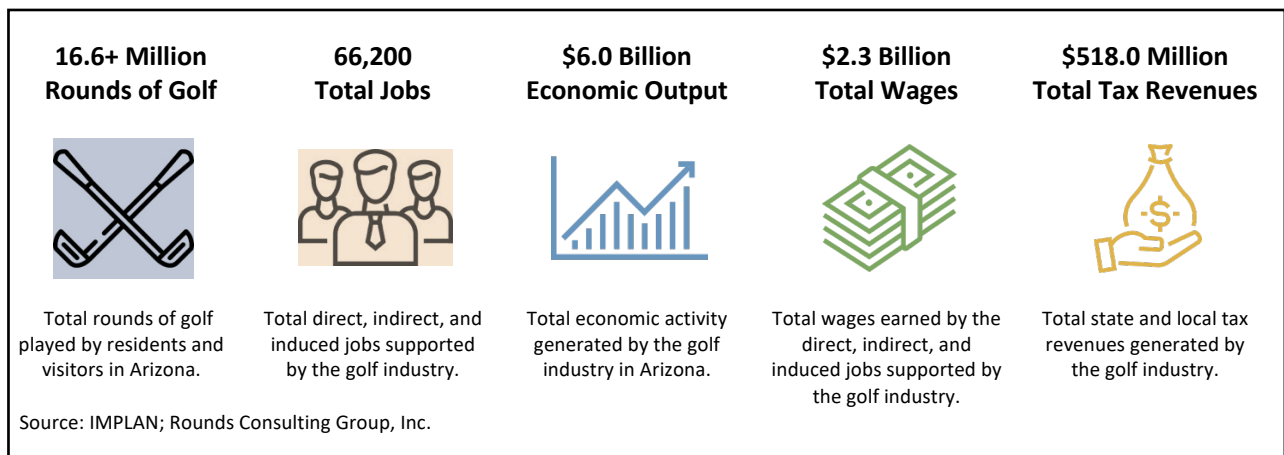 16.6+ Million
Rounds of Golf
66,200
Total Jobs
$6.0 Billion
Economic Output
$2.3 Billion
Total Wages
$518.0 Million
Total Tax Revenues
$
Total rounds of golf
played by residents and
visitors in Arizona.
Total direct, indirect, and
induced jobs supported
by the golf industry.
Total economic activity
generated by the golf
industry in Arizona.
Total wages earned by the
direct, indirect, and
induced jobs supported by
the golf industry.
Total state and local tax
revenues generated by
the golf industry.
Source: IMPLAN; Rounds Consulting Group, Inc.